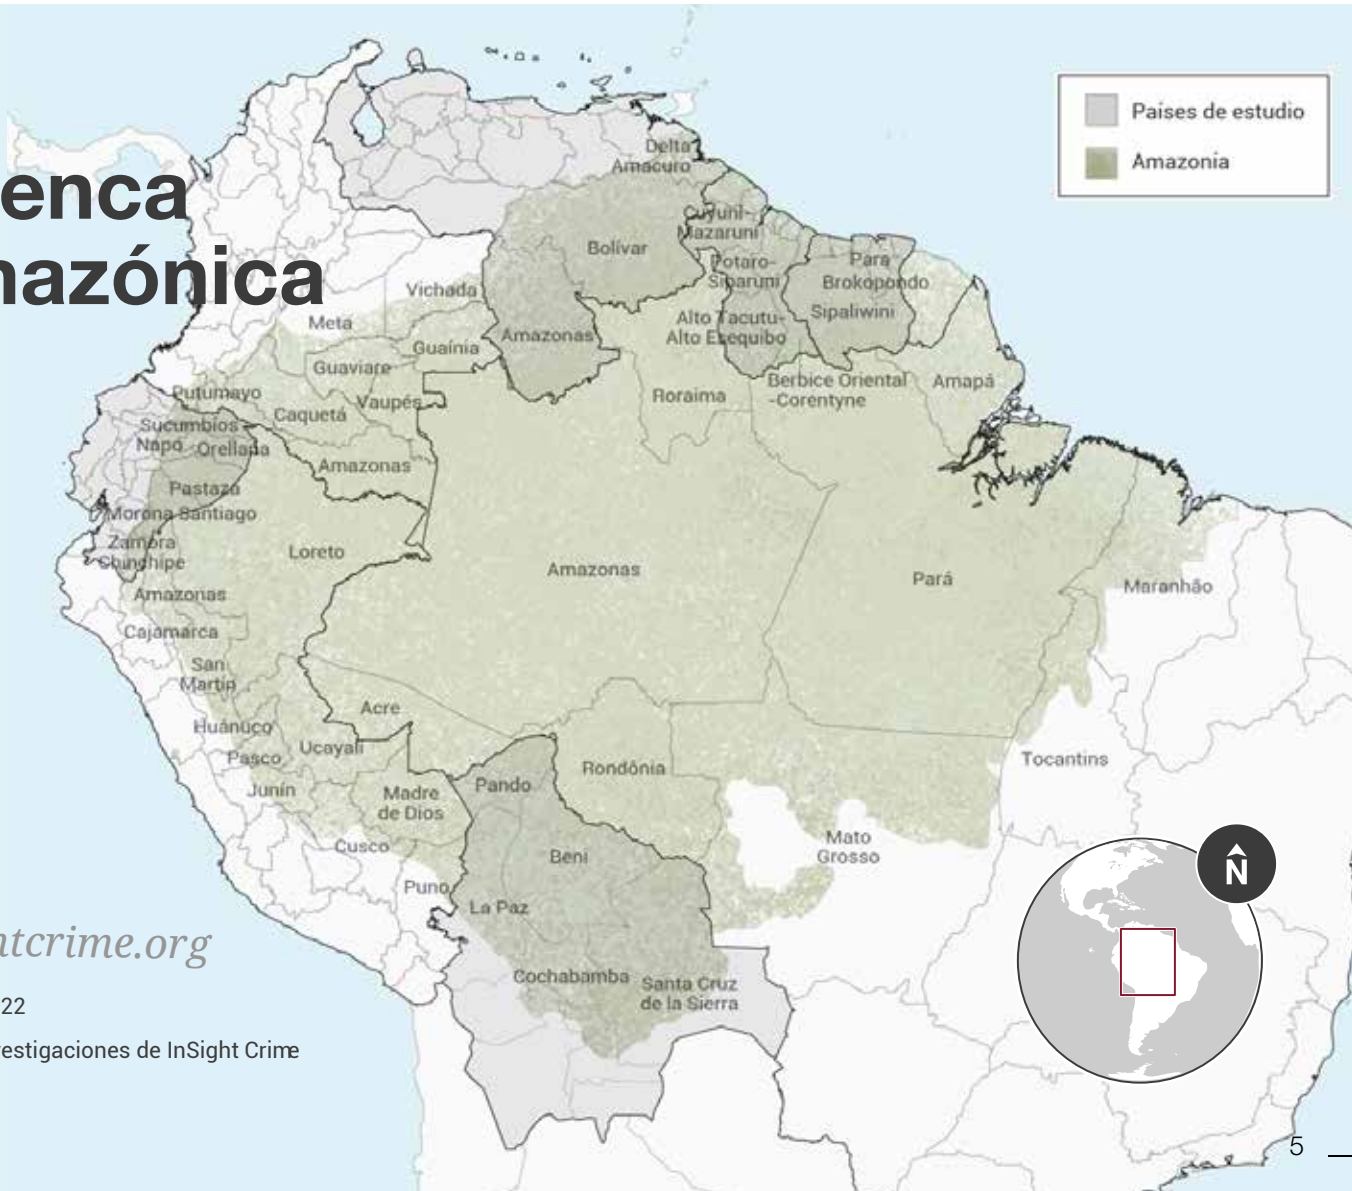 enca
mazónica
Países de estudio
Amazonia
Delta
Amacuro
Cuyuni-
Mazaruni
Bolívar
Potaro-
Siparuni
Para
Brokopondo
Sipaliwini
Vichada
Meta
Alto Tacutu-
Alto Esequibo
Amazonas
Guainía
Guaviare
Putumayo
Vaupés
Caquetá
Roraima
Berbice Oriental
-Corentyne
Amapá
Sucumbios
Napo
Orellana
Amazonas
Pastaza
Morona Santiago
Zamora
Chinchipe
Loreto
Amazonas
Pará
Maranhão
Amazonas
Cajamarca
San
Martín
Acre
Huánuco
Ucayali
Pasco
Tocantins
Rondônia
Pando
Junín
Madre
de Dios
Mato
Grosso
Cusco
Beni
Puno
La Paz
N
ntcrime.org
Cochabamba
Santa Cruz
de la Sierra
22
estigaciones de InSight Crime
5